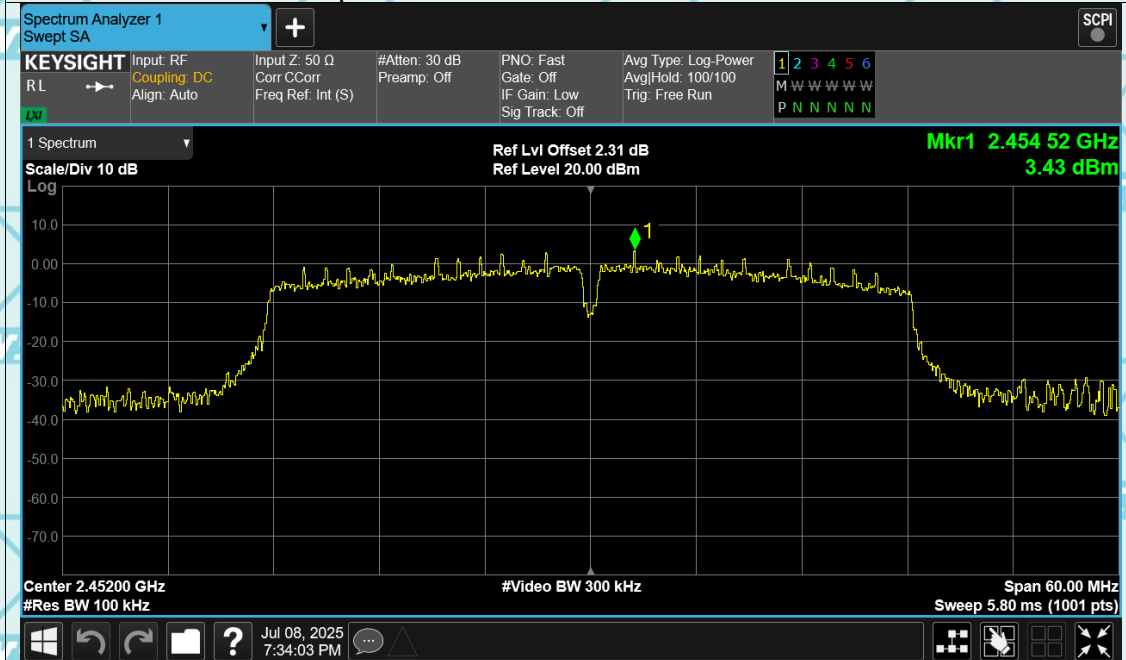 Spectrum Analyzer 1
Swept SA
+
SCPI
KEYSIGHT
R L
LXI
Input: RF
Coupling: DC
Align: Auto
Input Z: 50 Ω
Corr CCorr
Freq Ref: Int (S)
#Atten: 30 dB
Preamp: Off
PNO: Fast
Gate: Off
IF Gain: Low
Sig Track: Off
Avg Type: Log-Power
Avg|Hold: 100/100
Trig: Free Run
1 2 3 4 5 6
M W W W W W
P N N N N N
1 Spectrum
Scale/Div 10 dB
Log
Ref Lvl Offset 2.31 dB
Ref Level 20.00 dBm
Mkr1 2.454 52 GHz
3.43 dBm
1
10.0
0.00
-10.0
-20.0
-30.0
-40.0
-50.0
-60.0
-70.0
Center 2.45200 GHz
#Res BW 100 kHz
#Video BW 300 kHz
Span 60.00 MHz
Sweep 5.80 ms (1001 pts)
?
Jul 08, 2025
7:34:03 PM